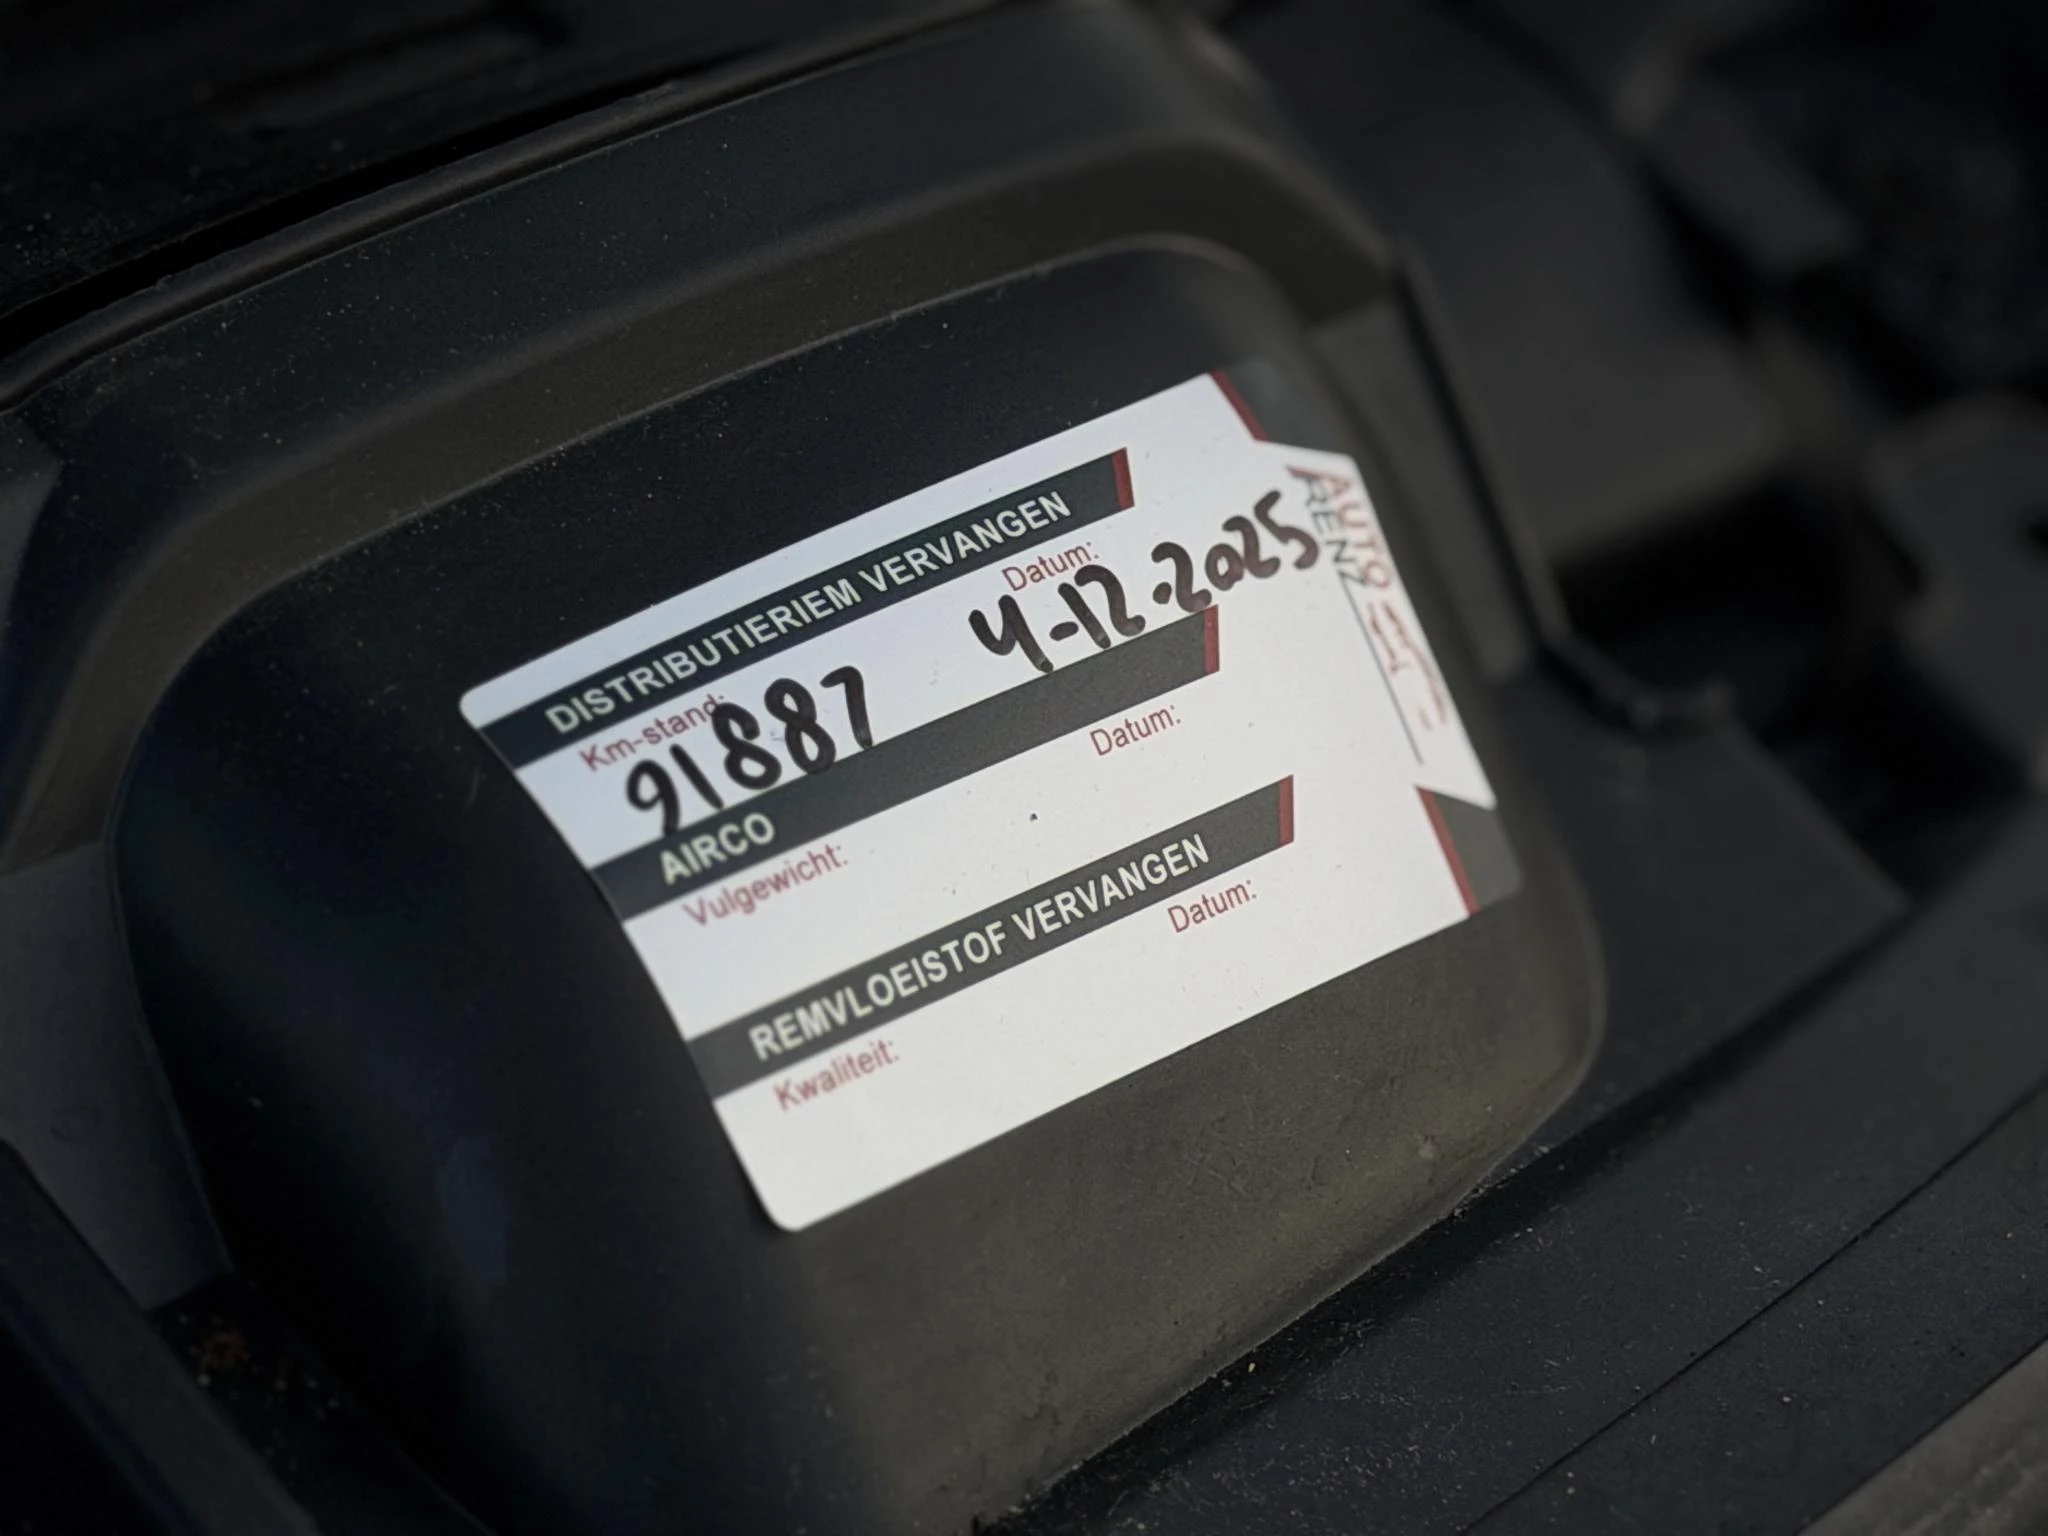 DISTRIBUTIERIEM VERVANGEN
Km-stand: Datum:
91887 4-12-2025
AIRCO
Vulgewicht: Datum:
REMVLOEISTOF VERVANGEN
Kwaliteit: Datum:
AUTO
RENZ